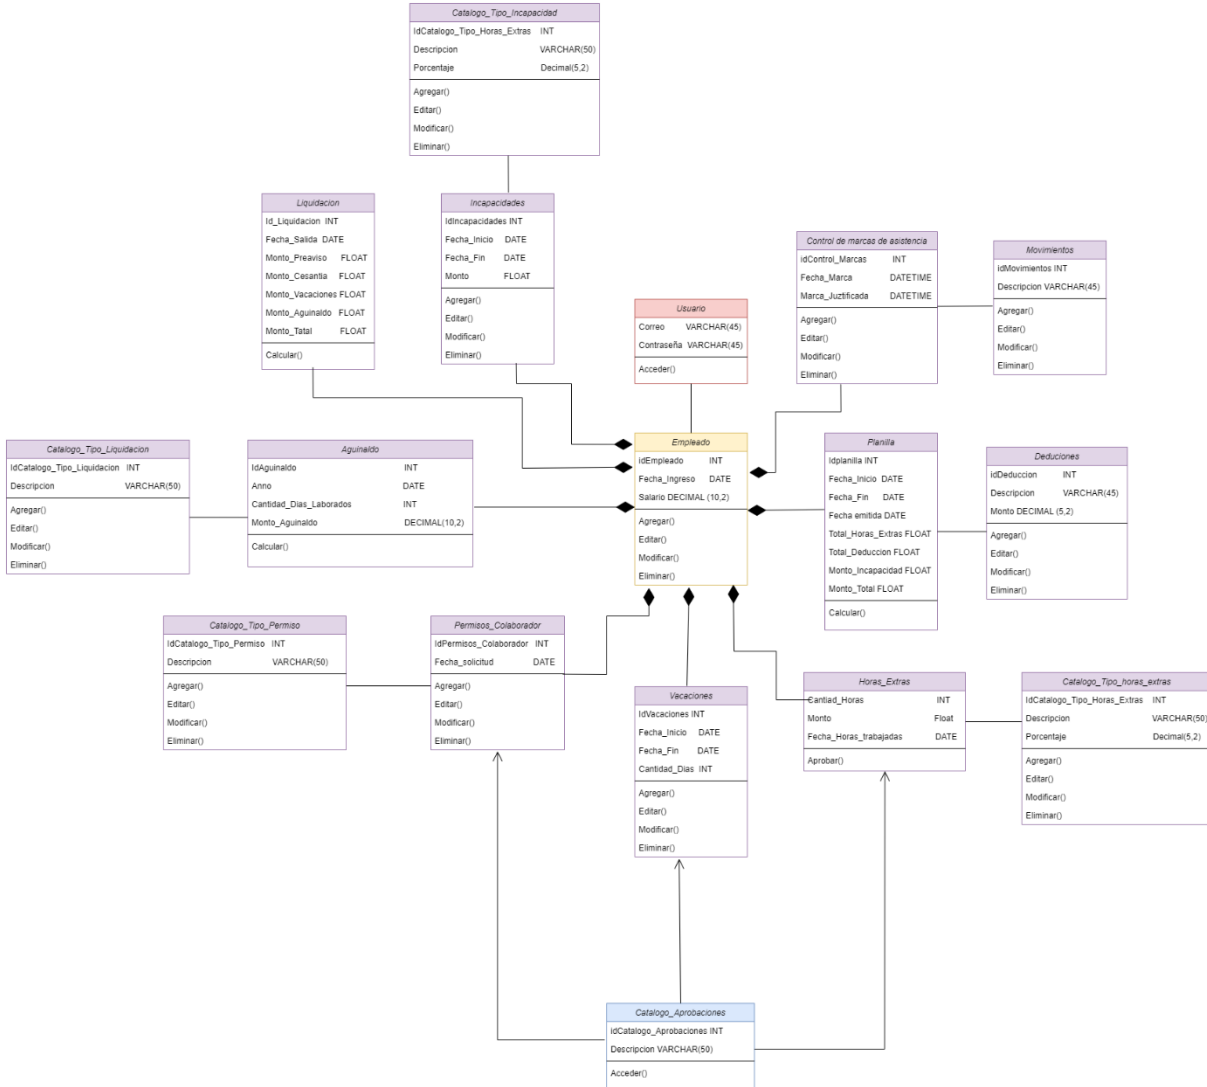 Catalogo_Tipo_Incapacidad
IdCatalogo_Tipo_Horas_Extras INT
Descripcion VARCHAR(50)
Porcentaje Decimal(5,2)
Agregar()
Editar()
Modificar()
Eliminar()
Liquidacion
Id_Liquidacion INT
Fecha_Salida DATE
Monto_Preaviso FLOAT
Monto_Cesantia FLOAT
Monto_Vacaciones FLOAT
Monto_Aguinaldo FLOAT
Monto_Tatal FLOAT
Calcular()
Incapacidades
IdIncapacidades INT
Fecha_Inicio DATE
Fecha_Fin DATE
Monto FLOAT
Agregar()
Editar()
Modificar()
Eliminar()
Usuario
Correo VARCHAR(45)
Contraseña VARCHAR(45)
Acceder()
Control de marcas de asistencia
idControl_Marcas INT
Fecha_Marca DATETIME
Marca_Juztificada DATETIME
Agregar()
Editar()
Modificar()
Eliminar()
Movimientos
idMovimientos INT
Descripcion VARCHAR(45)
Agregar()
Editar()
Modificar()
Eliminar()
Catalogo_Tipo_Liquidacion
IdCatalogo_Tipo_Liquidacion INT
Descripcion VARCHAR(50)
Agregar()
Editar()
Modificar()
Eliminar()
Aguinaldo
IdAguinaldo INT
Anno DATE
Cantidad_Dias_Laborados INT
Monto_Aguinaldo DECIMAL(10,2)
Calcular()
Empleado
idEmpleado INT
Fecha_Ingreso DATE
Salario DECIMAL (10,2)
Agregar()
Editar()
Modificar()
Eliminar()
Planilla
Idplanilla INT
Fecha_Inicio DATE
Fecha_Fin DATE
Fecha emitida DATE
Total_Horas_Extras FLOAT
Total_Deduccion FLOAT
Monto_Incapacidad FLOAT
Monto_Total FLOAT
Calcular()
Deduciones
idDeduccion INT
Descripcion VARCHAR(45)
Monto DECIMAL (5,2)
Agregar()
Editar()
Modificar()
Eliminar()
Catalogo_Tipo_Permiso
IdCatalogo_Tipo_Permiso INT
Descripcion VARCHAR(50)
Agregar()
Editar()
Modificar()
Eliminar()
Permisos_Colaborador
IdPermisos_Colaborador INT
Fecha_solicitud DATE
Agregar()
Editar()
Modificar()
Eliminar()
Vacaciones
IdVacaciones INT
Fecha_Inicio DATE
Fecha_Fin DATE
Cantidad_Dias INT
Agregar()
Editar()
Modificar()
Eliminar()
Horas_Extras
Cantiad_Horas INT
Monto Float
Fecha_Horas_trabajadas DATE
Aprobar()
Catalogo_Tipo_horas_extras
IdCatalogo_Tipo_Horas_Extras INT
Descripcion VARCHAR(50)
Porcentaje Decimal(5,2)
Agregar()
Editar()
Modificar()
Eliminar()
Catalogo_Aprobaciones
idCatalogo_Aprobaciones INT
Descripcion VARCHAR(50)
Acceder()